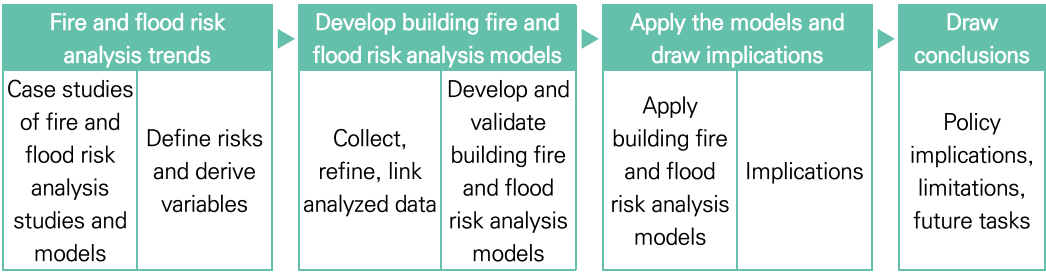 Fire and flood risk
analysis trends
Case studies
of fire and
flood risk
analysis
studies and
models
Define risks
and derive
variables
Develop building fire and
flood risk analysis models
Collect,
refine, link
analyzed data
Develop and
validate
building fire
and flood
risk analysis
models
Apply the models and
draw implications
Apply
building fire
and flood
risk analysis
models
Implications
Draw
conclusions
Policy
implications,
limitations,
future tasks